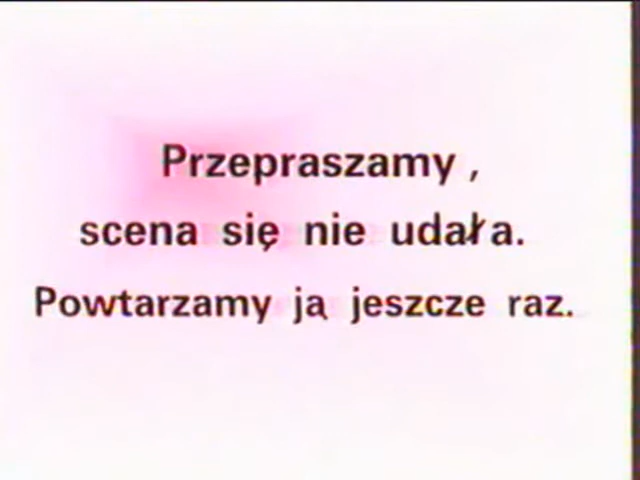 Przepraszamy ,
scena się nie udała.
Powtarzamy ją jeszcze raz.